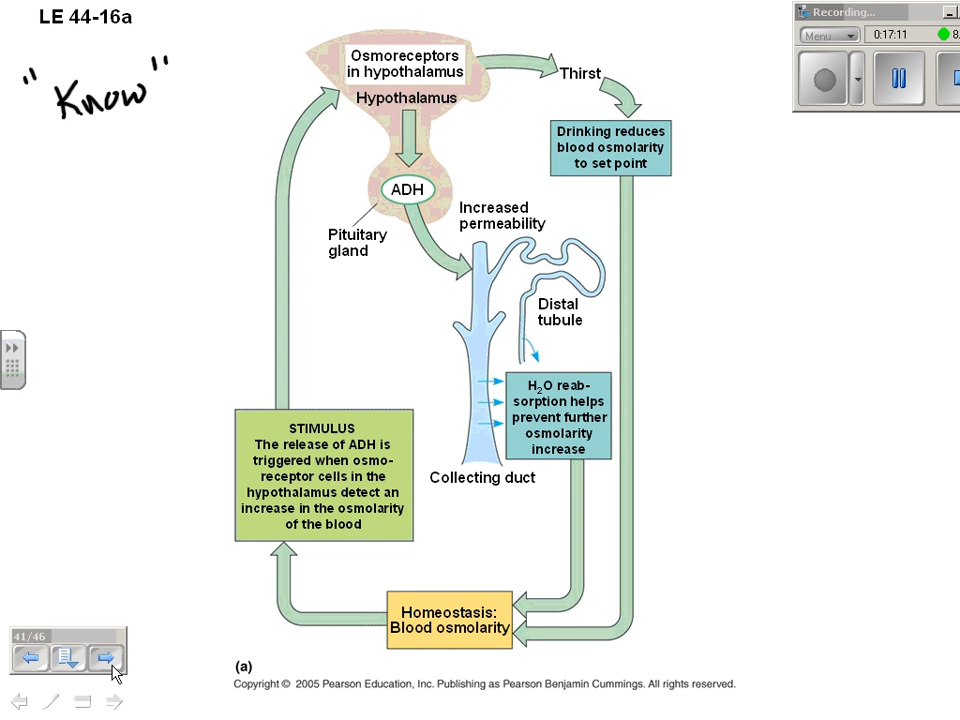 LE 44-16a
"Know"
Recording...
Menu
0:17:11
8.
Osmoreceptors
in hypothalamus
Hypothalamus
Thirst
Drinking reduces
blood osmolarity
to set point
ADH
Increased
permeability
Pituitary
gland
Distal
tubule
H₂O reab-
sorption helps
prevent further
osmolarity
increase
STIMULUS
The release of ADH is
triggered when osmo-
receptor cells in the
hypothalamus detect an
increase in the osmolarity
of the blood
Collecting duct
Homeostasis:
Blood osmolarity
41/46
(a)
Copyright © 2005 Pearson Education, Inc. Publishing as Pearson Benjamin Cummings. All rights reserved.